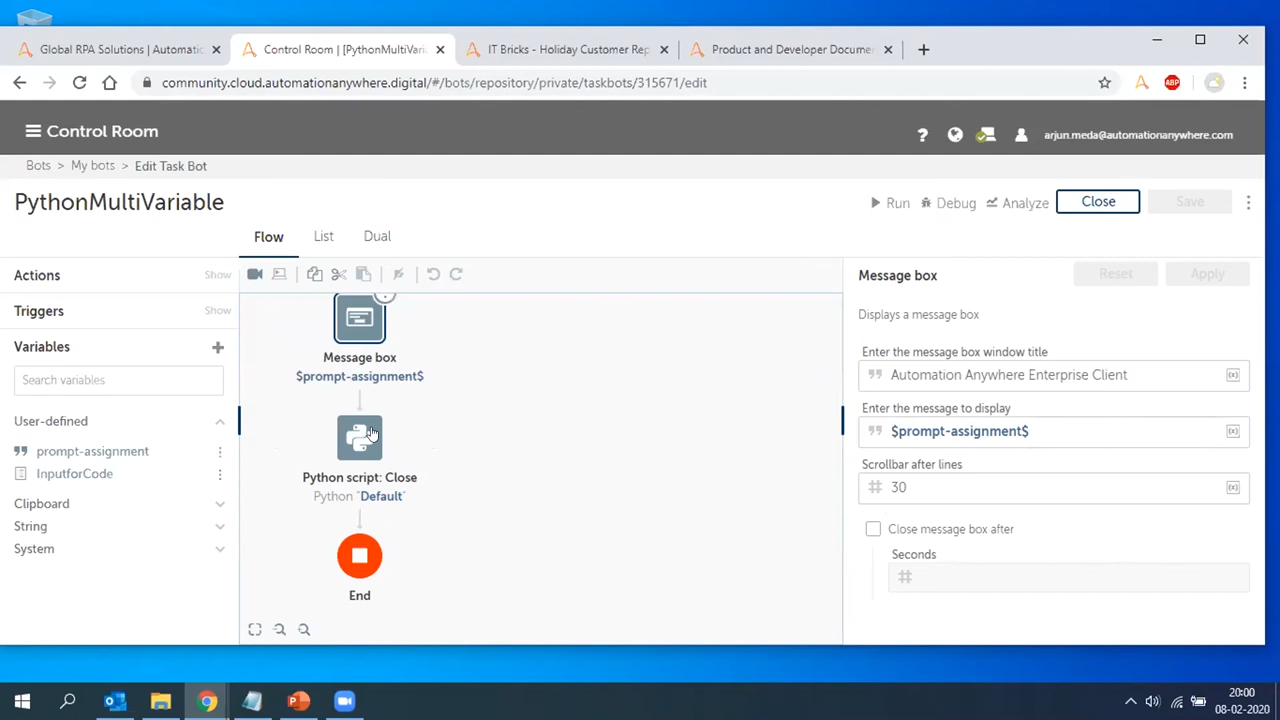 Global RPA Solutions | Automatic
Control Room | [PythonMultiVaria
IT Bricks - Holiday Customer Rep
Product and Developer Docume
community.cloud.automationanywhere.digital/#/bots/repository/private/taskbots/315671/edit
ABP
Control Room
arjun.meda@automationanywhere.com
Bots > My bots > Edit Task Bot
PythonMultiVariable
Run
Debug
Analyze
Close
Save
Flow
List
Dual
Actions
Show
Triggers
Show
Variables
Search variables
User-defined
prompt-assignment
InputforCode
Clipboard
String
System
Message box
$prompt-assignment$
Python script: Close
Python "Default"
End
Message box
Reset
Apply
Displays a message box
Enter the message box window title
Automation Anywhere Enterprise Client
Enter the message to display
$prompt-assignment$
Scrollbar after lines
30
Close message box after
Seconds
20:00
08-02-2020